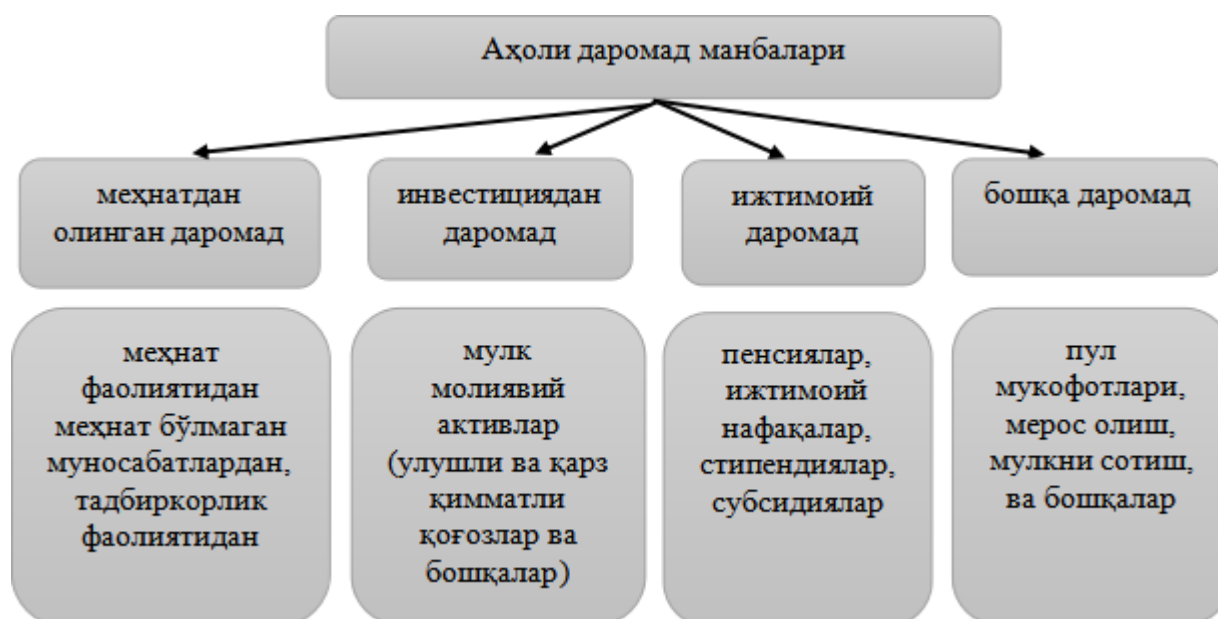 Аҳоли даромад манбалари
меҳнатдан
олинган даромад
инвестициядан
даромад
ижтимоий
даромад
бошқа даромад
меҳнат
фаолиятидан
меҳнат бўлмаган
муносабатлардан,
тадбиркорлик
фаолиятидан
мулк
молиявий
активлар
(улушли ва қарз
қимматли
қоғозлар ва
бошқалар)
пенсиялар,
ижтимоий
нафақалар,
стипендиялар,
субсидиялар
пул
мукофотлари,
мерос олиш,
мулкни сотиш,
ва бошқалар